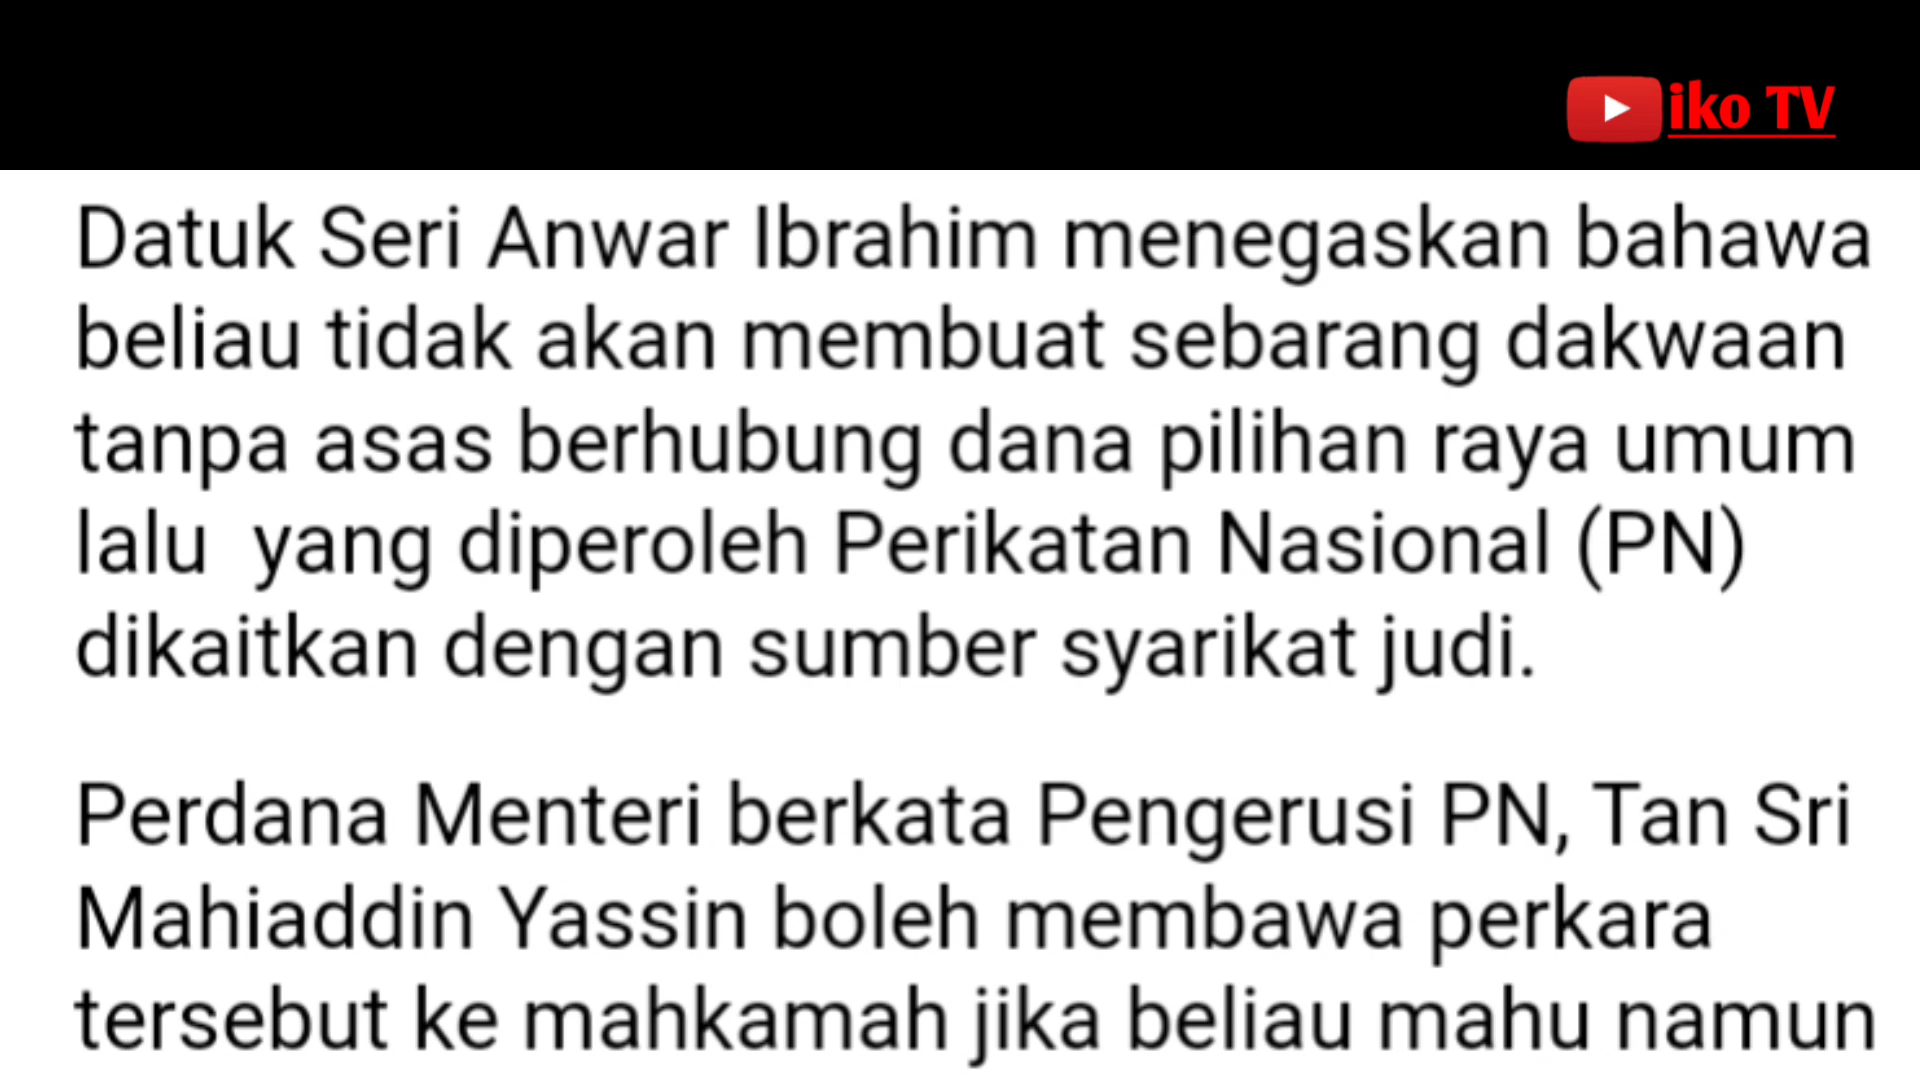 iko TV
Datuk Seri Anwar Ibrahim menegaskan bahawa
beliau tidak akan membuat sebarang dakwaan
tanpa asas berhubung dana pilihan raya umum
lalu  yang diperoleh Perikatan Nasional (PN)
dikaitkan dengan sumber syarikat judi.
Perdana Menteri berkata Pengerusi PN, Tan Sri
Mahiaddin Yassin boleh membawa perkara
tersebut ke mahkamah jika beliau mahu namun